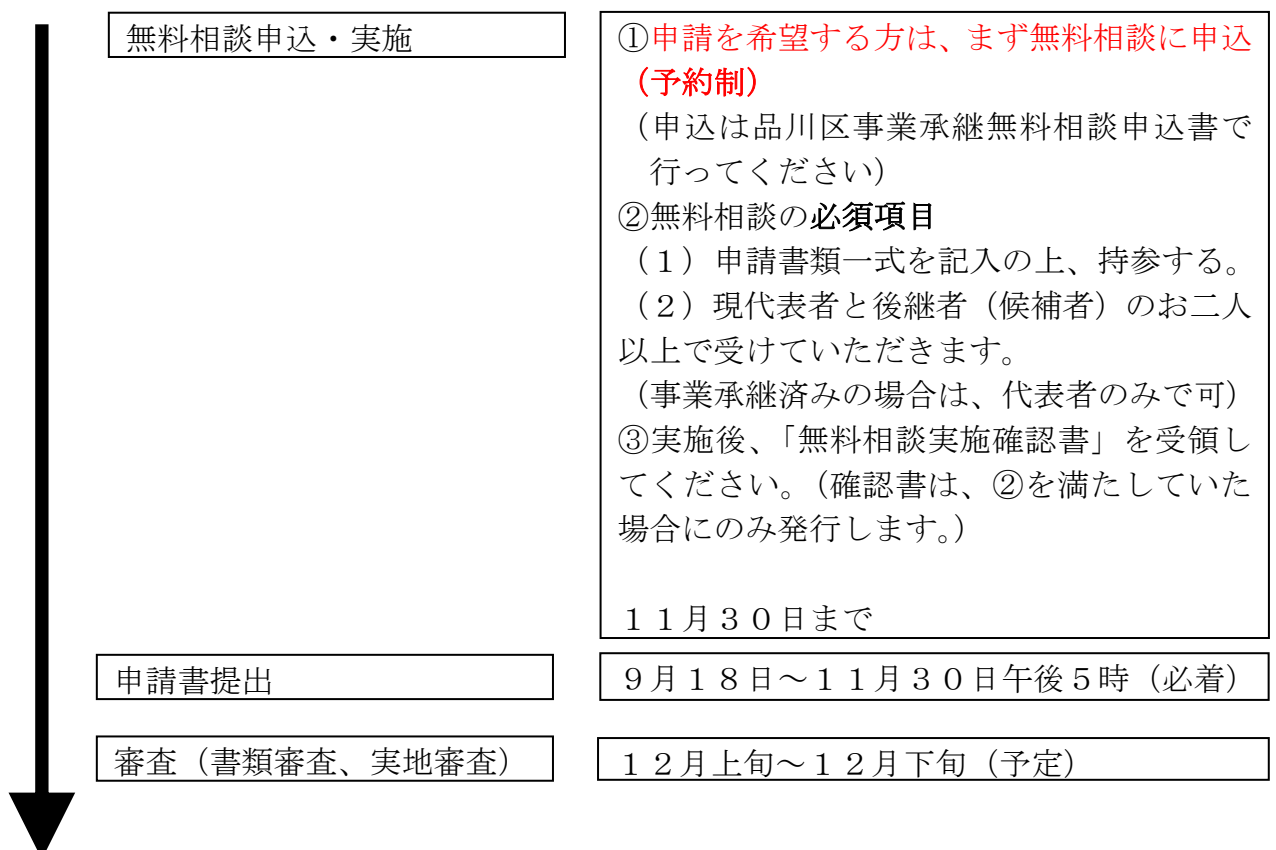 無料相談申込・実施
①申請を希望する方は、まず無料相談に申込
（予約制）
（申込は品川区事業承継無料相談申込書で
行ってください）
②無料相談の必須項目
（１）申請書類一式を記入の上、持参する。
（２）現代表者と後継者（候補者）のお二人
以上で受けていただきます。
（事業承継済みの場合は、代表者のみで可）
③実施後、「無料相談実施確認書」を受領し
てください。（確認書は、②を満たしていた
場合にのみ発行します。）
１１月３０日まで
申請書提出
９月１８日～１１月３０日午後５時（必着）
審査（書類審査、実地審査）
１２月上旬～１２月下旬（予定）